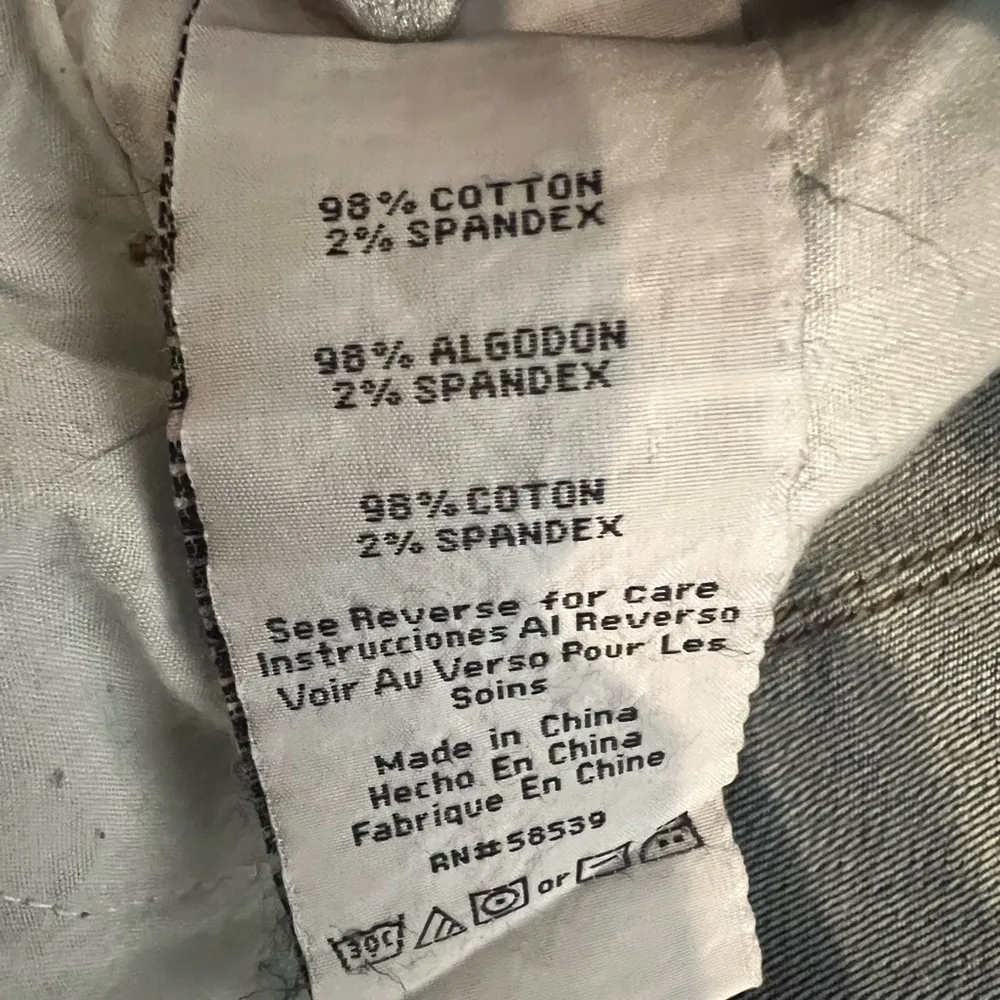 98% COTTON
2% SPANDEX
98% ALGODON
2% SPANDEX
98% COTON
2% SPANDEX
See Reverse for Care
Instrucciones Al Reverso
Voir Au Verso Pour Les
Soins
Made in China
Hecho En China
Fabrique En Chine
RN#58539
30C or